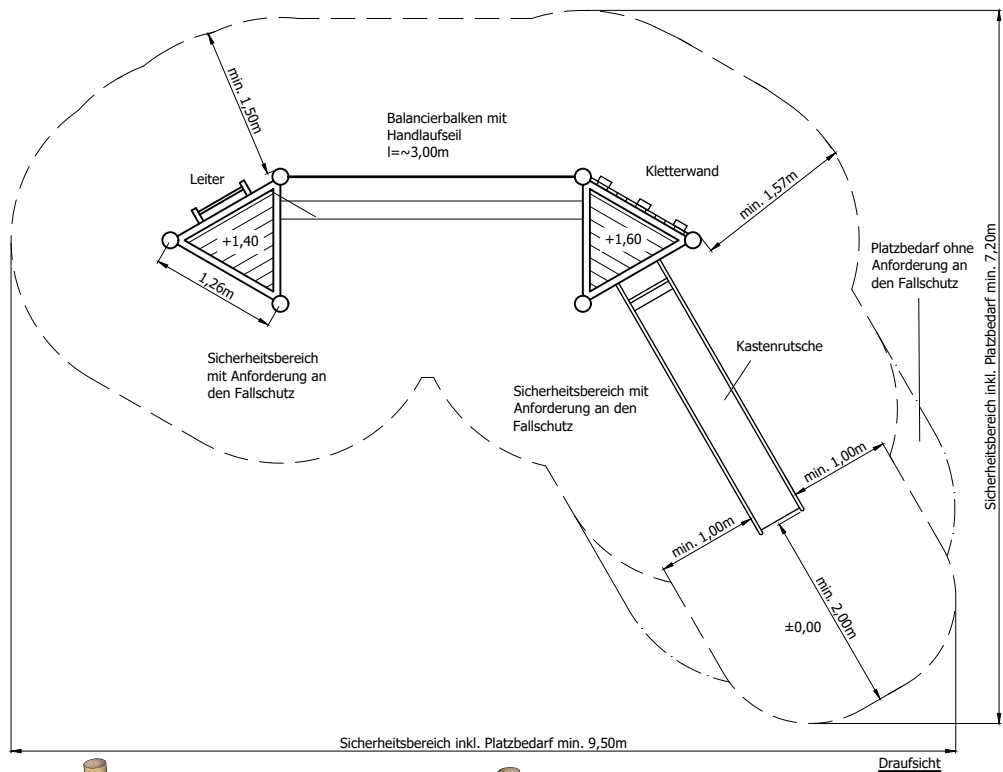 min. 1,50m
Balancierbalken mit
Handlaufseil
l=~3,00m
Leiter
Kletterwand
min. 1,57m
+1,40
+1,60
1,26m
Platzbedarf ohne
Anforderung an
den Fallschutz
Sicherheitsbereich inkl. Platzbedarf min. 7,20m
Sicherheitsbereich
mit Anforderung an
den Fallschutz
Kastenrutsche
Sicherheitsbereich mit
Anforderung an den
Fallschutz
min. 1,00m
min. 1,00m
min. 2,00m
±0,00
Sicherheitsbereich inkl. Platzbedarf min. 9,50m
Draufsicht